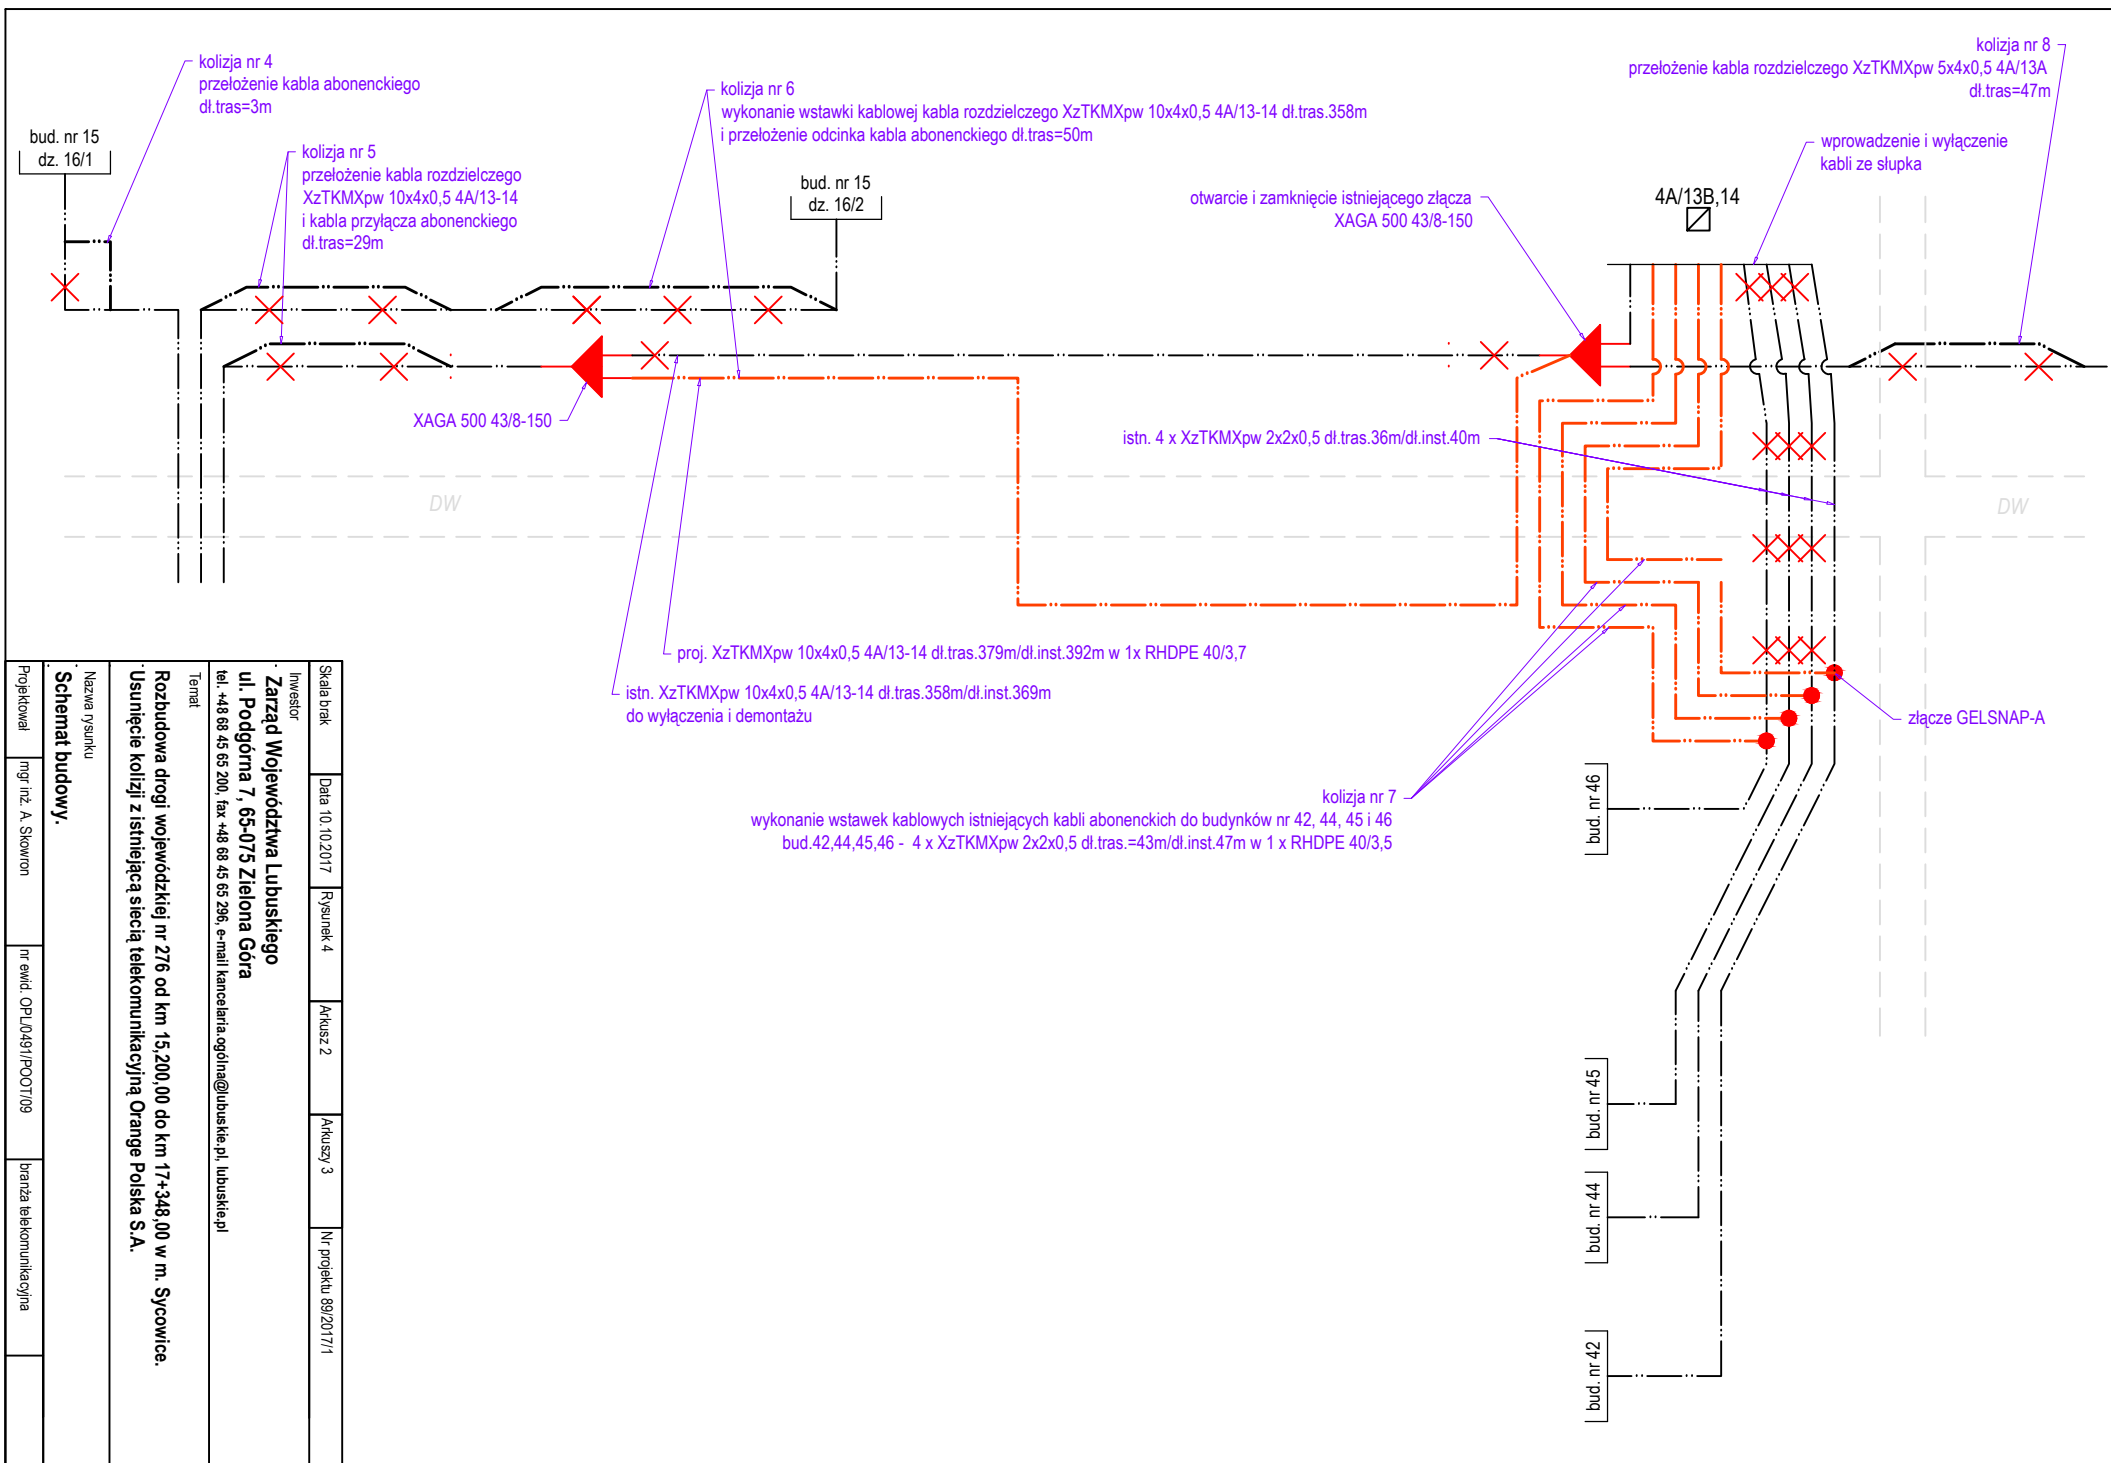 kolizja nr 4
przełożenie kabla abonenckiego
dł.tras=3m
bud. nr 15
dz. 16/1
kolizja nr 5
przełożenie kabla rozdzielczego
XzTKMXpw 10x4x0,5 4A/13-14
i kabla przyłącza abonenckiego
dł.tras=29m
kolizja nr 6
wykonanie wstawki kablowej kabla rozdzielczego XzTKMXpw 10x4x0,5 4A/13-14 dł.tras.358m
i przełożenie odcinka kabla abonenckiego dł.tras=50m
bud. nr 15
dz. 16/2
kolizja nr 8
przełożenie kabla rozdzielczego XzTKMXpw 5x4x0,5 4A/13A
dł.tras=47m
wprowadzenie i wyłączenie
kabli ze słupka
otwarcie i zamknięcie istniejącego złącza
XAGA 500 43/8-150
4A/13B,14
XAGA 500 43/8-150
istn. 4 x XzTKMXpw 2x2x0,5 dł.tras.36m/dł.inst.40m
DW
DW
proj. XzTKMXpw 10x4x0,5 4A/13-14 dł.tras.379m/dł.inst.392m w 1x RHDPE 40/3,7
istn. XzTKMXpw 10x4x0,5 4A/13-14 dł.tras.358m/dł.inst.369m
do wyłączenia i demontażu
złącze GELSNAP-A
kolizja nr 7
wykonanie wstawek kablowych istniejących kabli abonenckich do budynków nr 42, 44, 45 i 46
bud.42,44,45,46 - 4 x XzTKMXpw 2x2x0,5 dł.tras.=43m/dł.inst.47m w 1 x RHDPE 40/3,5
bud. nr 46
bud. nr 45
bud. nr 44
bud. nr 42
Skala brak
Data 10.10.2017
Rysunek 4
Arkusz 2
Arkuszy 3
Nr projektu 89/2017/1
Inwestor
Zarząd Województwa Lubuskiego
ul. Podgórna 7, 65-075 Zielona Góra
tel. +48 68 45 65 200, fax +48 68 45 65 296, e-mail kancelaria.ogólna@lubuskie.pl, lubuskie.pl
Temat
Rozbudowa drogi wojewódzkiej nr 276 od km 15,200,00 do km 17+348,00 w m. Sycowice.
Usunięcie kolizji z istniejącą siecią telekomunikacyjną Orange Polska S.A.
Nazwa rysunku
Schemat budowy.
Projektował
mgr inż. A. Skowron
nr ewid. OPL/0491/POOT/09
branża telekomunikacyjna